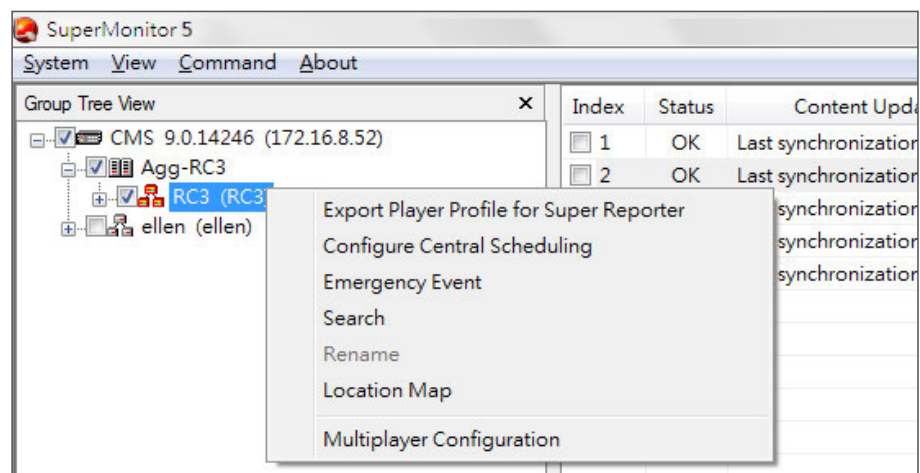 SuperMonitor 5
System View Command About
Group Tree View
Index Status Content Upda
CMS 9.0.14246 (172.16.8.52)
1 OK Last synchronization
Agg-RC3
2 OK Last synchronization
RC3 (RC3)
synchronization
ellen (ellen)
synchronization
synchronization
Export Player Profile for Super Reporter
Configure Central Scheduling
Emergency Event
Search
Rename
Location Map
Multiplayer Configuration